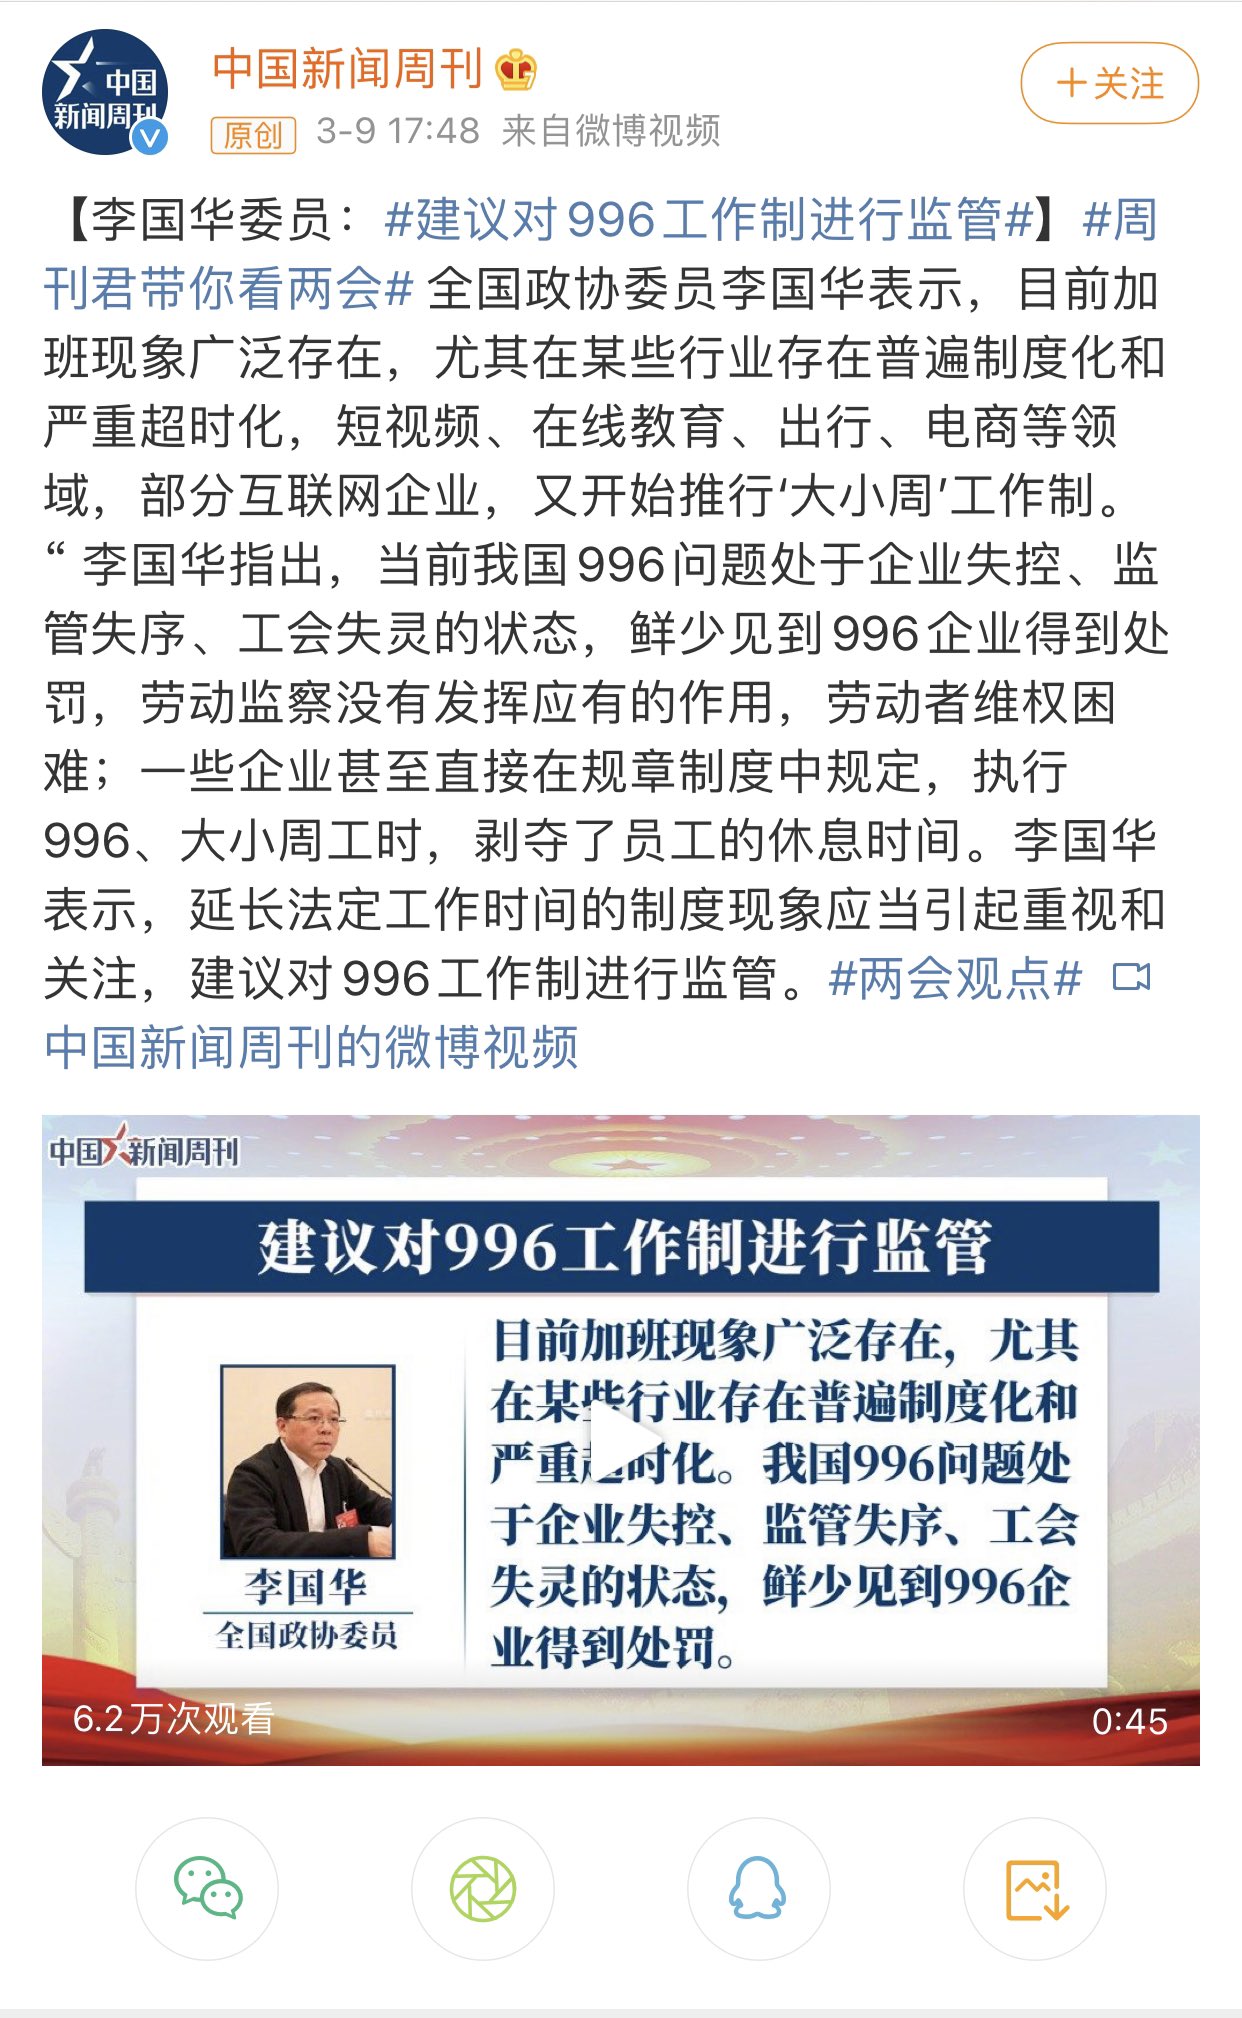 中国
新闻周刊
中国新闻周刊
+关注
原创 3-9 17:48 来自微博视频
【李国华委员：#建议对996工作制进行监管#】#周
刊君带你看两会# 全国政协委员李国华表示，目前加
班现象广泛存在，尤其在某些行业存在普遍制度化和
严重超时化，短视频、在线教育、出行、电商等领
域，部分互联网企业，又开始推行‘大小周’工作制。
“ 李国华指出，当前我国996问题处于企业失控、监
管失序、工会失灵的状态，鲜少见到996企业得到处
罚，劳动监察没有发挥应有的作用，劳动者维权困
难；一些企业甚至直接在规章制度中规定，执行
996、大小周工时，剥夺了员工的休息时间。李国华
表示，延长法定工作时间的制度现象应当引起重视和
关注，建议对996工作制进行监管。#两会观点#
中国新闻周刊的微博视频
中国新闻周刊
建议对996工作制进行监管
目前加班现象广泛存在，尤其
在某些行业存在普遍制度化和
严重超时化。我国996问题处
于企业失控、监管失序、工会
失灵的状态，鲜少见到996企
业得到处罚。
李国华
全国政协委员
6.2万次观看
0:45